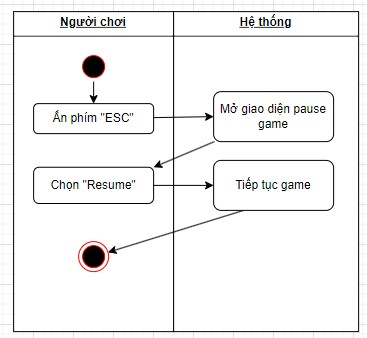 Người chơi
Hệ thống
Ấn phím "ESC"
Mở giao diện pause
game
Chọn "Resume"
Tiếp tục game